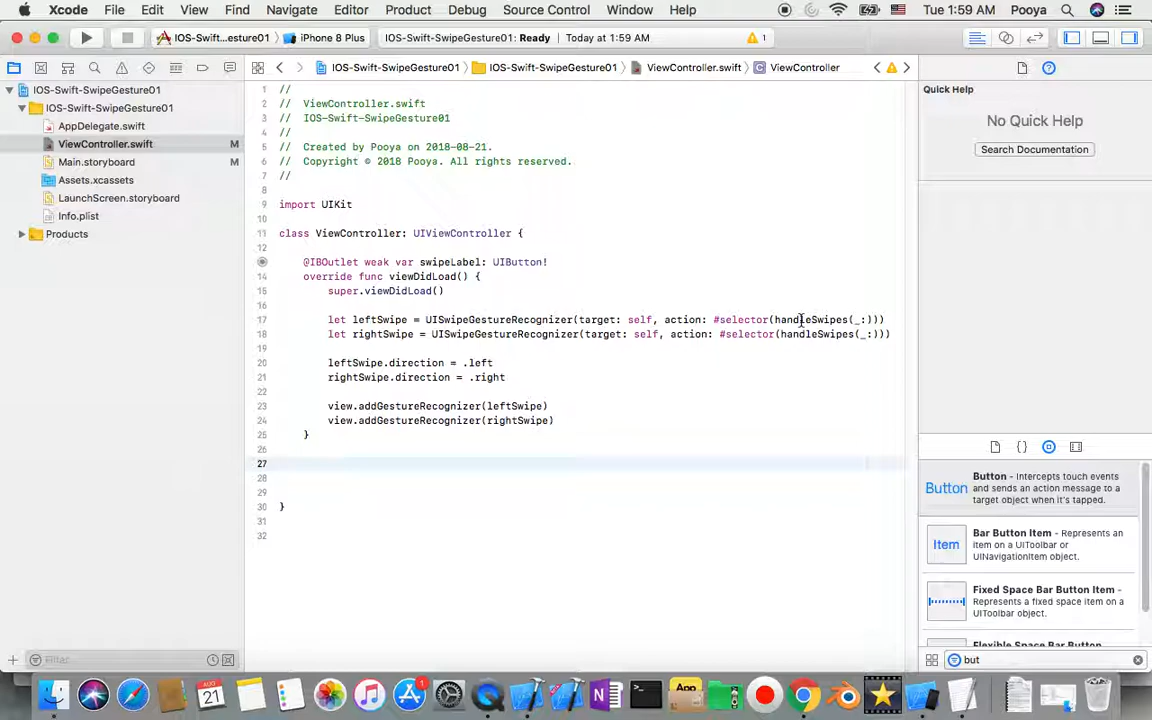 Xcode File Edit View Find Navigate Editor Product Debug Source Control Window Help Tue 1:59 AM Pooya
IOS-Swift...esture01 iPhone 8 Plus IOS-Swift-SwipeGesture01: Ready Today at 1:59 AM 1
IOS-Swift-SwipeGesture01 IOS-Swift-SwipeGesture01 ViewController.swift C ViewController
IOS-Swift-SwipeGesture01
IOS-Swift-SwipeGesture01
AppDelegate.swift
ViewController.swift M
Main.storyboard M
Assets.xcassets
LaunchScreen.storyboard
Info.plist
Products
Filter
1 //
2 // ViewController.swift
3 // IOS-Swift-SwipeGesture01
4 //
5 // Created by Pooya on 2018-08-21.
6 // Copyright © 2018 Pooya. All rights reserved.
7 //
8
9 import UIKit
10
11 class ViewController: UIViewController {
12
@IBOutlet weak var swipeLabel: UIButton!
14 override func viewDidLoad() {
15 super.viewDidLoad()
16
17 let leftSwipe = UISwipeGestureRecognizer(target: self, action: #selector(handleSwipes(_:)))
18 let rightSwipe = UISwipeGestureRecognizer(target: self, action: #selector(handleSwipes(_:)))
19
20 leftSwipe.direction = .left
21 rightSwipe.direction = .right
22
23 view.addGestureRecognizer(leftSwipe)
24 view.addGestureRecognizer(rightSwipe)
25 }
26
27
28
29
30 }
31
32
Quick Help
No Quick Help
Search Documentation
Button
Button - Intercepts touch events
and sends an action message to a
target object when it's tapped.
Item
Bar Button Item - Represents an
item on a UIToolbar or
UINavigationItem object.
Fixed Space Bar Button Item -
Represents a fixed space item on a
UIToolbar object.
Flexible Space Bar Button
but
AUG
21
1
App